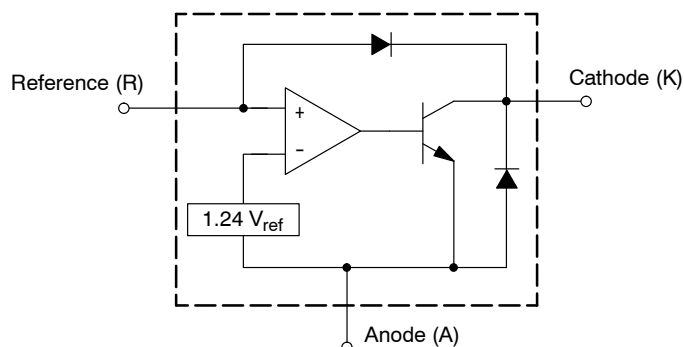 Reference (R)
Cathode (K)
+
–
1.24 Vref
Anode (A)